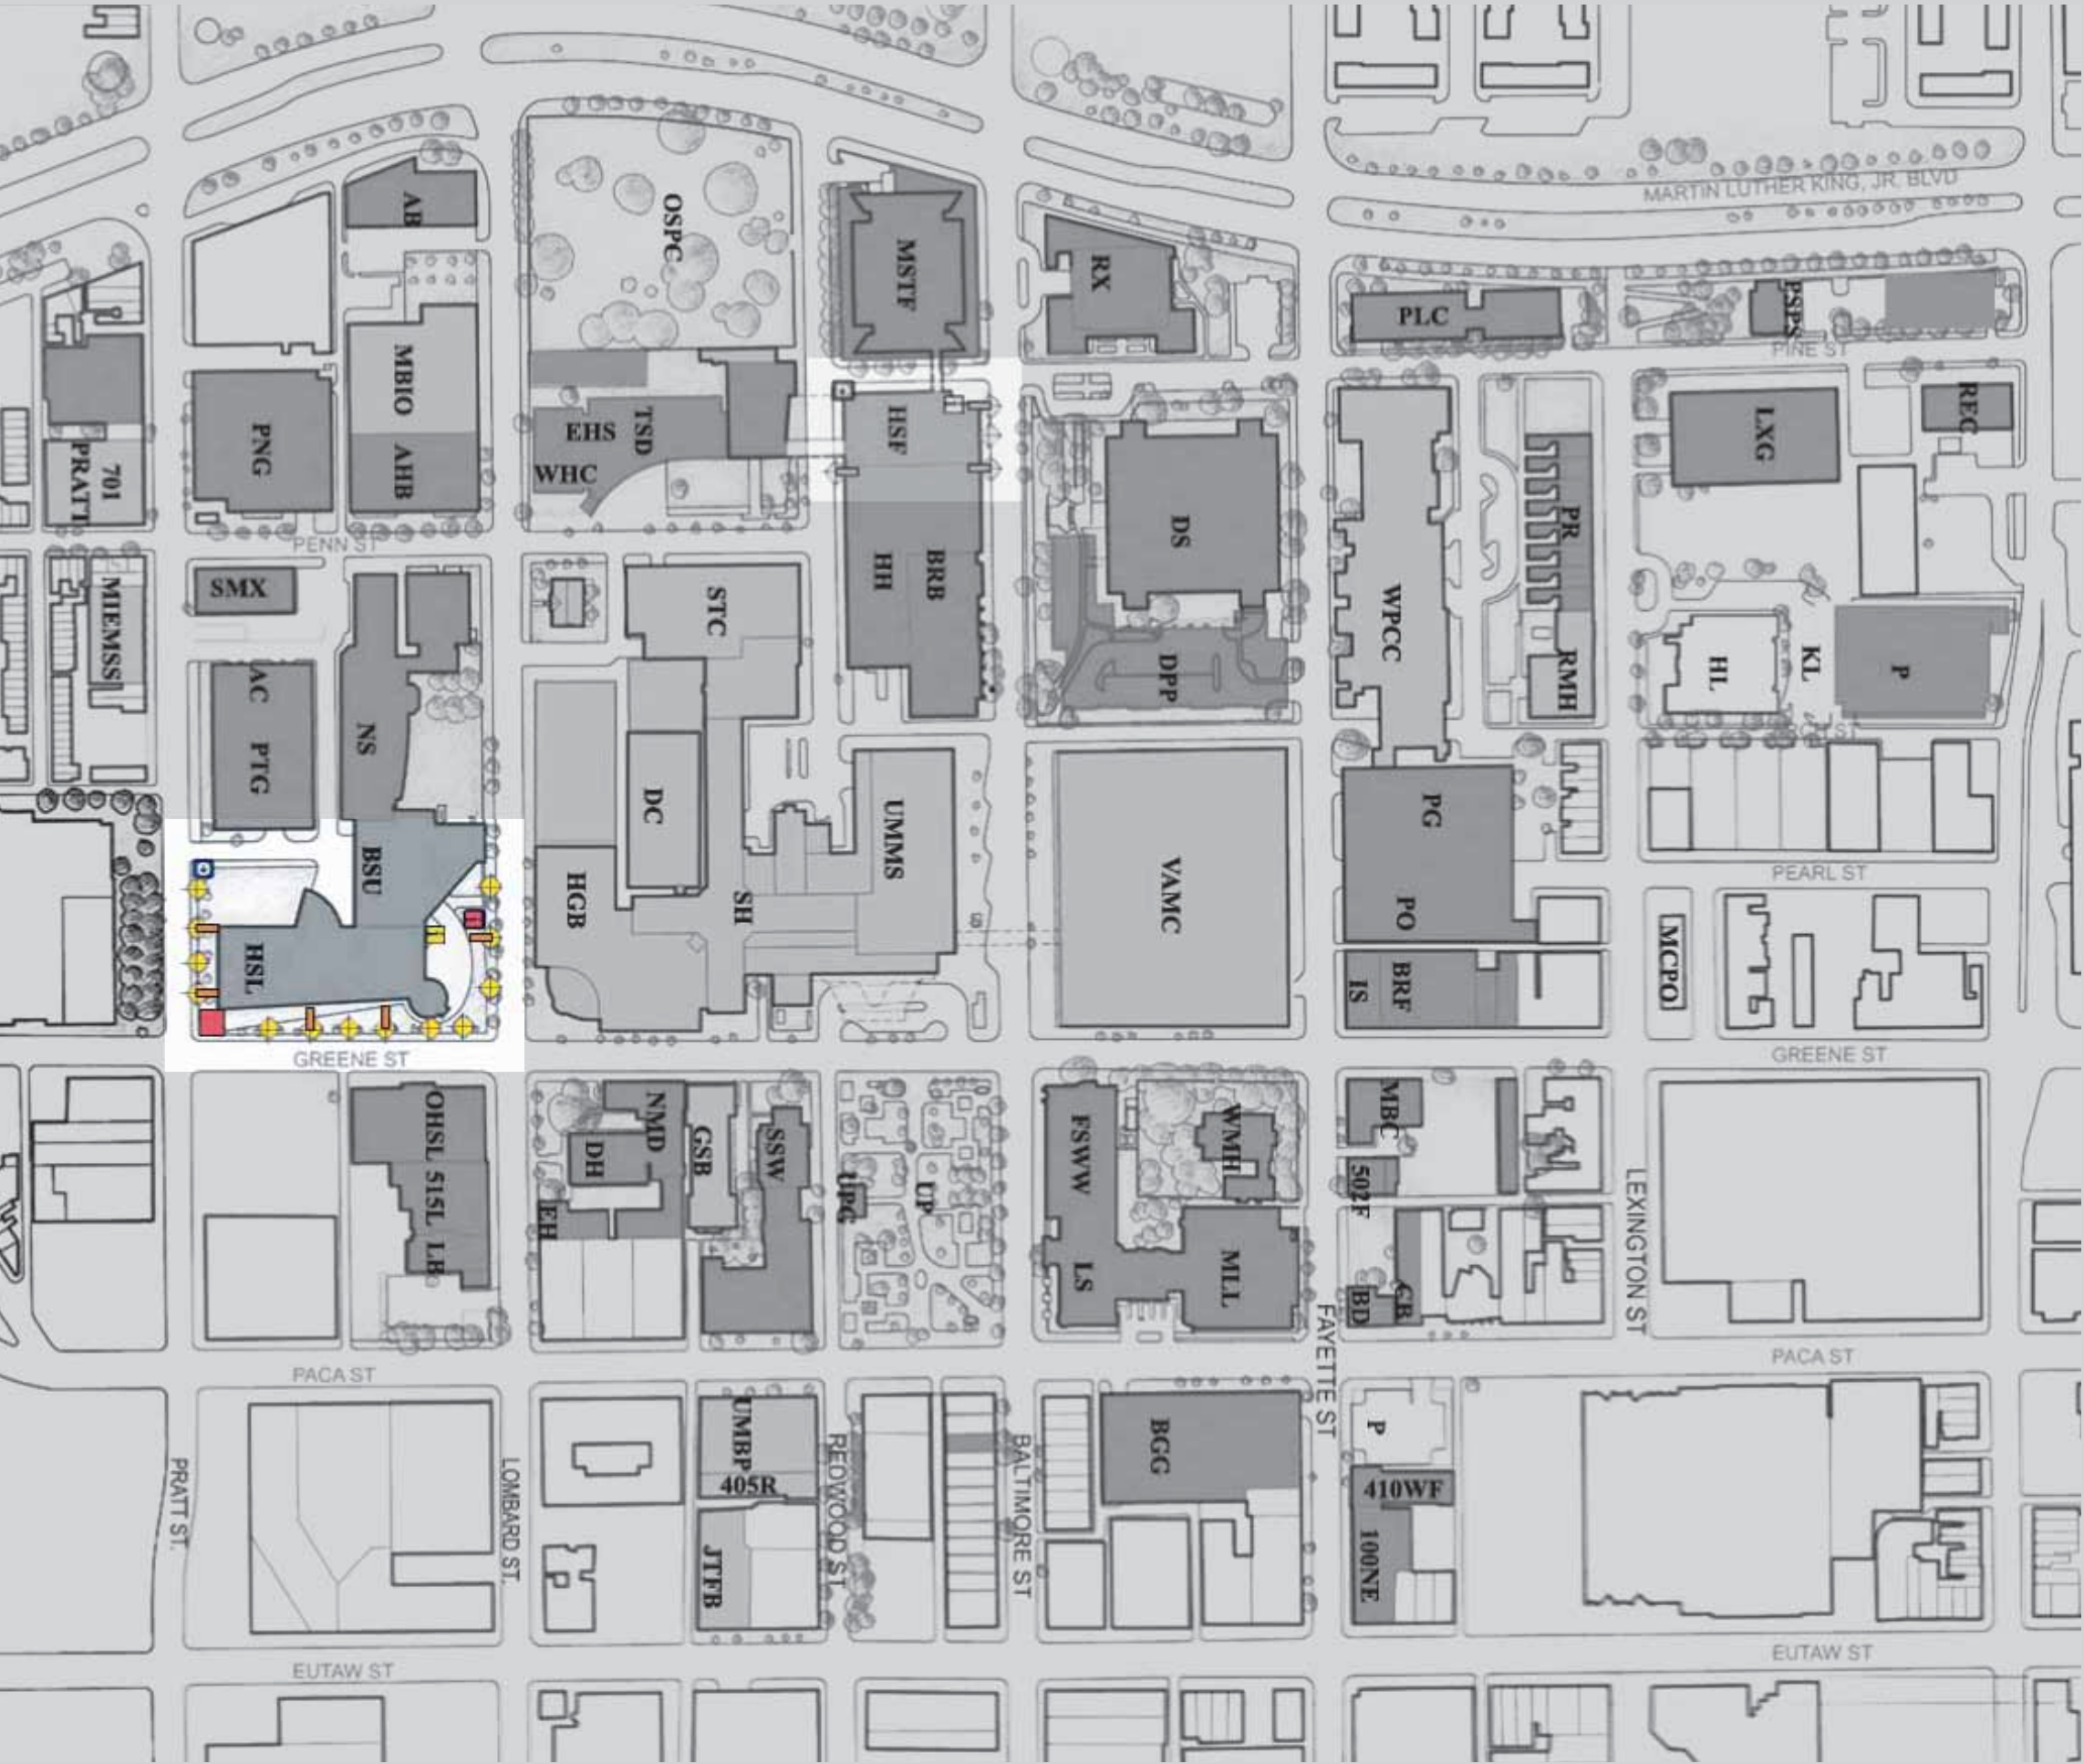 MARTIN LUTHER KING, JR. BLVD
AB
OSPC
MSTF
RX
PLC
PSPS
PINE ST
701
PRATT
PNG
MBIO
AHB
EHS
TSD
WHC
HSF
HH
BRB
DS
DPP
WPCC
PR
RMH
LXG
REC
HL
KL
P
PENN ST
SMX
MIEMSS
AC
PTG
NS
BSU
HSL
STC
DC
HGB
SH
UMMS
VAMC
PG
PO
IS
BRF
PEARL ST
MCPO
GREENE ST
GREENE ST
OHSL
515L
LB
NMD
DH
EH
GSB
SSW
UPG
UP
FSWW
LS
WMH
MLL
MBC
502F
BD
CB
LEXINGTON ST
FAYETTE ST
PACA ST
PACA ST
PRATT ST.
LOMBARD ST.
UMBP
405R
JTFB
REDWOOD ST
BALTIMORE ST
BGG
P
410WF
100NE
EUTAW ST
EUTAW ST